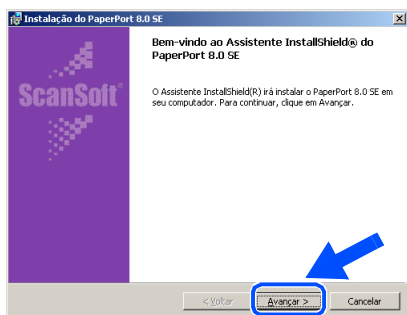 Instalação do PaperPort 8.0 SE
Bem-vindo ao Assistente InstallShield® do
PaperPort 8.0 SE
ScanSoft®
O Assistente InstallShield(R) irá instalar o PaperPort 8.0 SE em
seu computador. Para continuar, clique em Avançar.
< Voltar
Avançar >
Cancelar